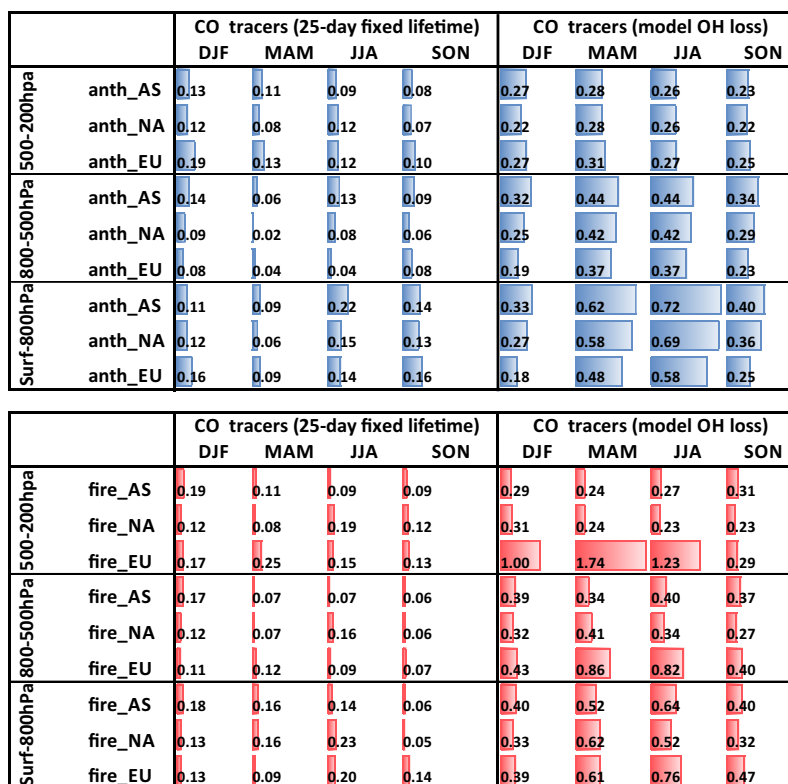 CO tracers (25-day fixed lifetime) CO tracers (model OH loss)
DJF MAM JJA SON DJF MAM JJA SON
500-200hpa
anth_AS 0.13 0.11 0.09 0.08 0.27 0.28 0.26 0.23
anth_NA 0.12 0.08 0.12 0.07 0.22 0.28 0.26 0.22
anth_EU 0.19 0.13 0.12 0.10 0.27 0.31 0.27 0.25
800-500hPa
anth_AS 0.14 0.06 0.13 0.09 0.32 0.44 0.44 0.34
anth_NA 0.09 0.02 0.08 0.06 0.25 0.42 0.42 0.29
anth_EU 0.08 0.04 0.04 0.08 0.19 0.37 0.37 0.23
Surf-800hPa
anth_AS 0.11 0.09 0.22 0.14 0.33 0.62 0.72 0.40
anth_NA 0.12 0.06 0.15 0.13 0.27 0.58 0.69 0.36
anth_EU 0.16 0.09 0.14 0.16 0.18 0.48 0.58 0.25
CO tracers (25-day fixed lifetime) CO tracers (model OH loss)
DJF MAM JJA SON DJF MAM JJA SON
500-200hpa
fire_AS 0.19 0.11 0.09 0.09 0.29 0.24 0.27 0.31
fire_NA 0.12 0.08 0.19 0.12 0.31 0.24 0.23 0.23
fire_EU 0.17 0.25 0.15 0.13 1.00 1.74 1.23 0.29
800-500hPa
fire_AS 0.17 0.07 0.07 0.06 0.39 0.34 0.40 0.37
fire_NA 0.12 0.07 0.16 0.06 0.32 0.41 0.34 0.27
fire_EU 0.11 0.12 0.09 0.07 0.43 0.86 0.82 0.40
Surf-800hPa
fire_AS 0.18 0.16 0.14 0.06 0.40 0.52 0.64 0.40
fire_NA 0.13 0.16 0.23 0.05 0.33 0.62 0.52 0.32
fire_EU 0.13 0.09 0.20 0.14 0.39 0.61 0.76 0.47